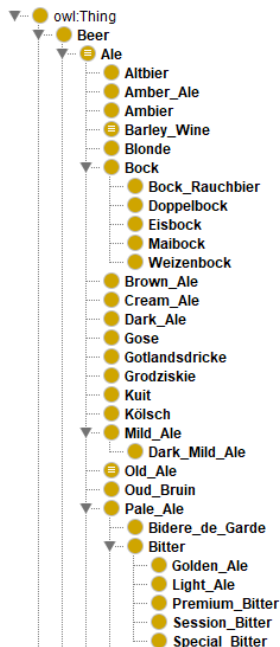 owl:Thing
Beer
Ale
Altbier
Amber_Ale
Ambier
Barley_Wine
Blonde
Bock
Bock_Rauchbier
Doppelbock
Eisbock
Maibock
Weizenbock
Brown_Ale
Cream_Ale
Dark_Ale
Gose
Gotlandsdricke
Grodziskie
Kuit
Kölsch
Mild_Ale
Dark_Mild_Ale
Old_Ale
Oud_Bruin
Pale_Ale
Bidere_de_Garde
Bitter
Golden_Ale
Light_Ale
Premium_Bitter
Session_Bitter
Special_Bitter